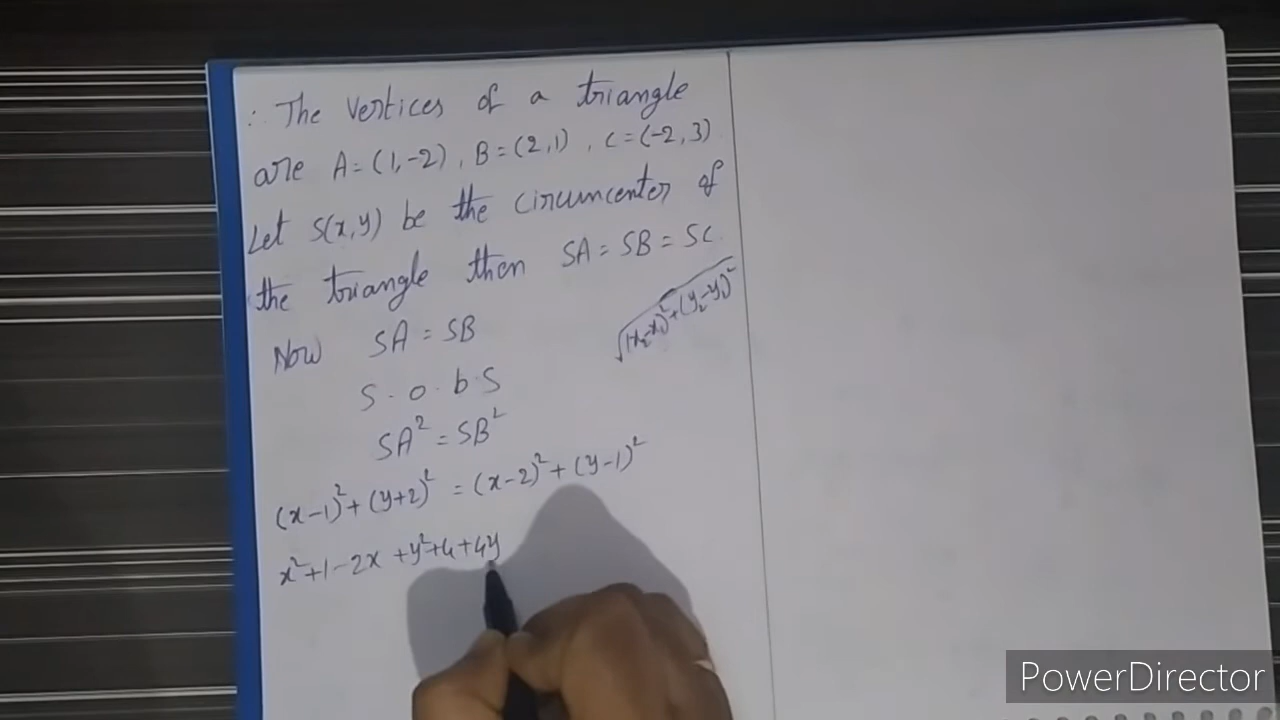 : The vertices of a triangle
are A = (1,-2), B = (2,1), C = (-2,3)
Let S(x,y) be the circumcenter of
the triangle then SA = SB = SC
√(x₂-x₁)²+(y₂-y₁)²
Now SA = SB
S.O.b.S
SA² = SB²
(x-1)²+(y+2)² = (x-2)²+(y-1)²
x²+1-2x+y²+4+4y
PowerDirector